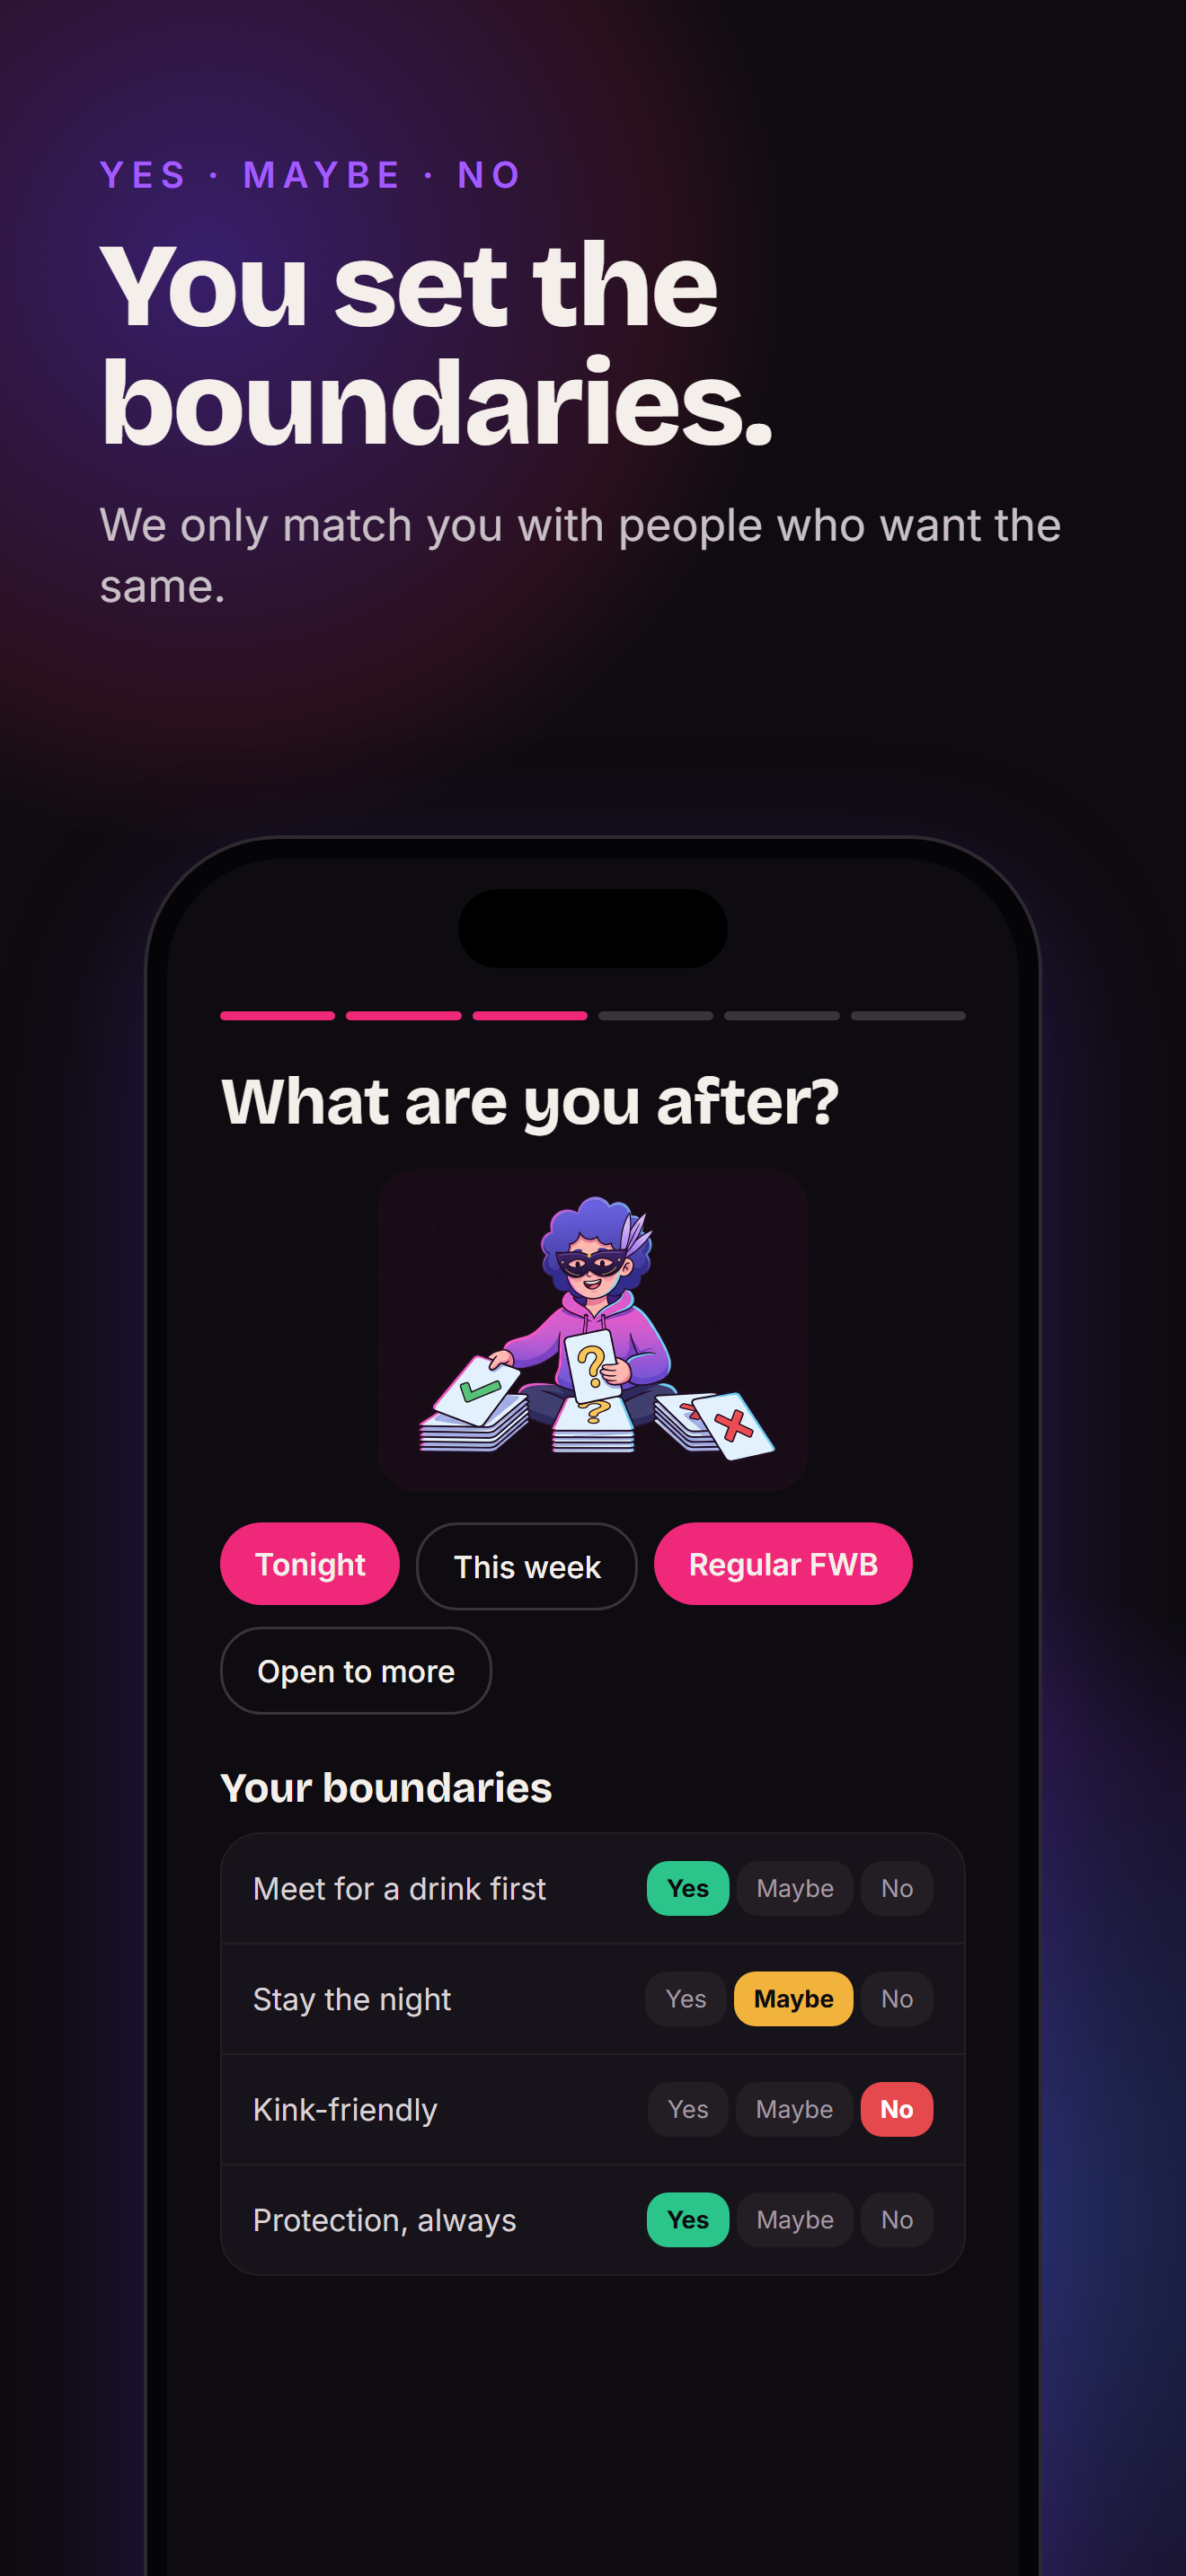 YES · MAYBE · NO
You set the
boundaries.
We only match you with people who want the
same.
What are you after?
?
?
Tonight This week Regular FWB
Open to more
Your boundaries
Meet for a drink first Yes Maybe No
Stay the night Yes Maybe No
Kink-friendly Yes Maybe No
Protection, always Yes Maybe No